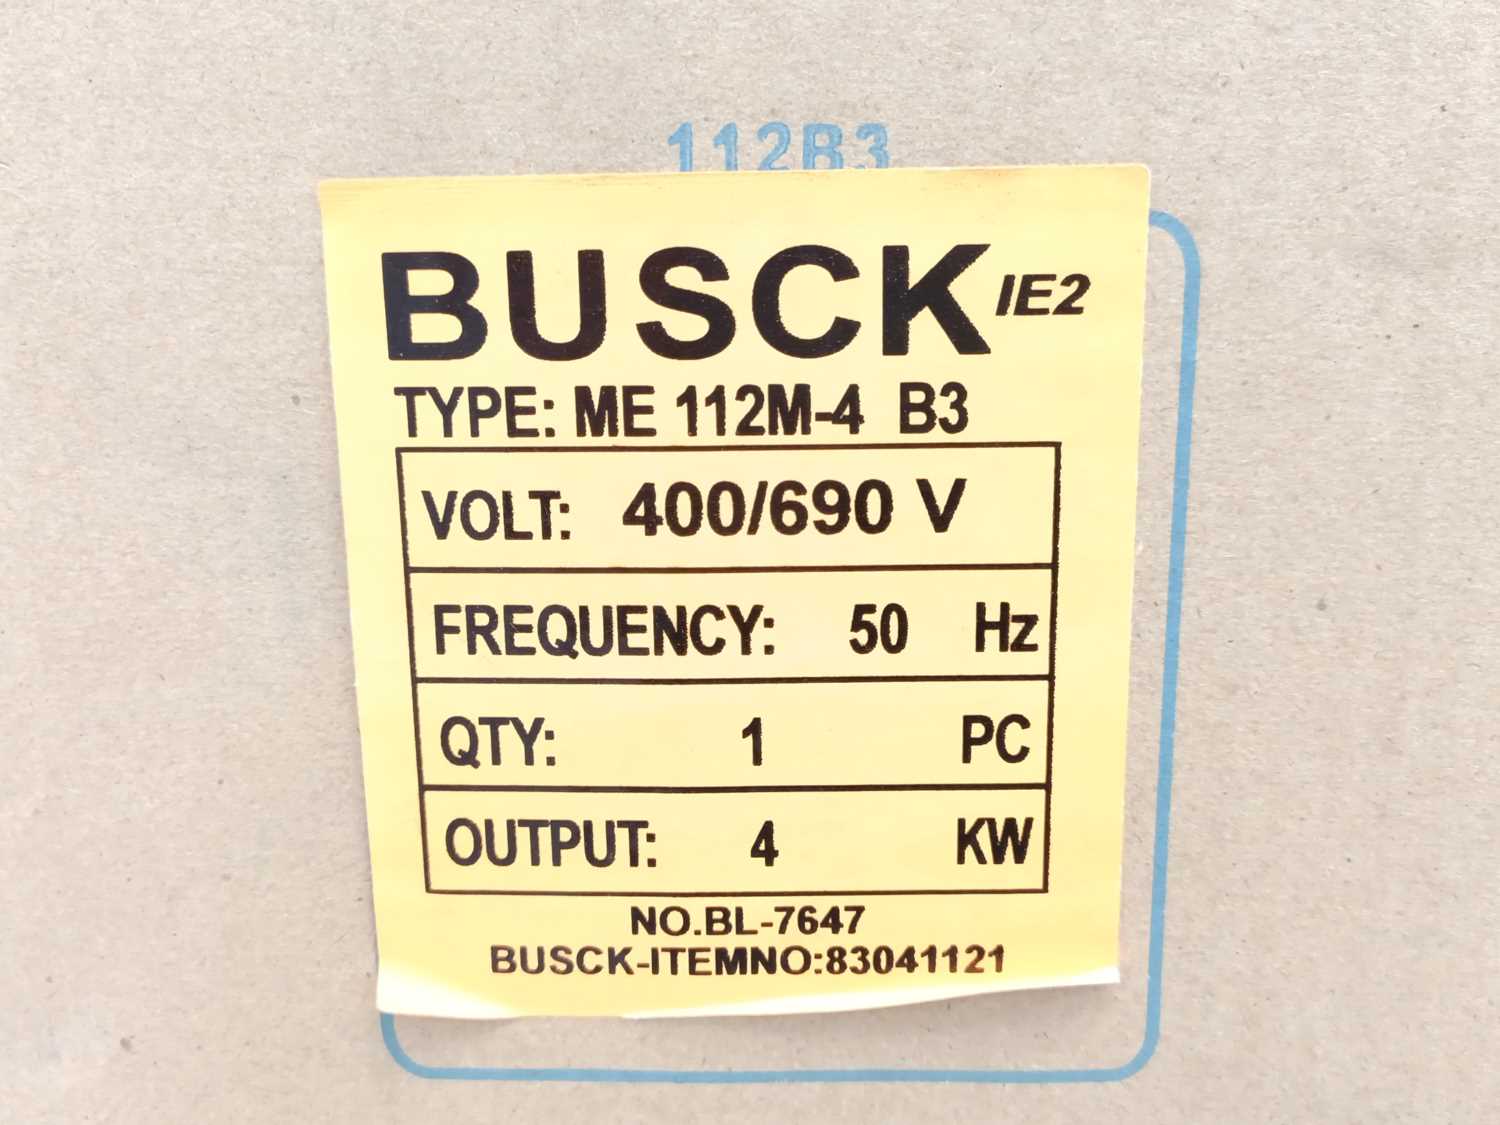 112B3
BUSCK IE2
TYPE: ME 112M-4 B3
VOLT: 400/690 V
FREQUENCY: 50 Hz
QTY: 1 PC
OUTPUT: 4 KW
NO.BL-7647
BUSCK-ITEMNO:83041121